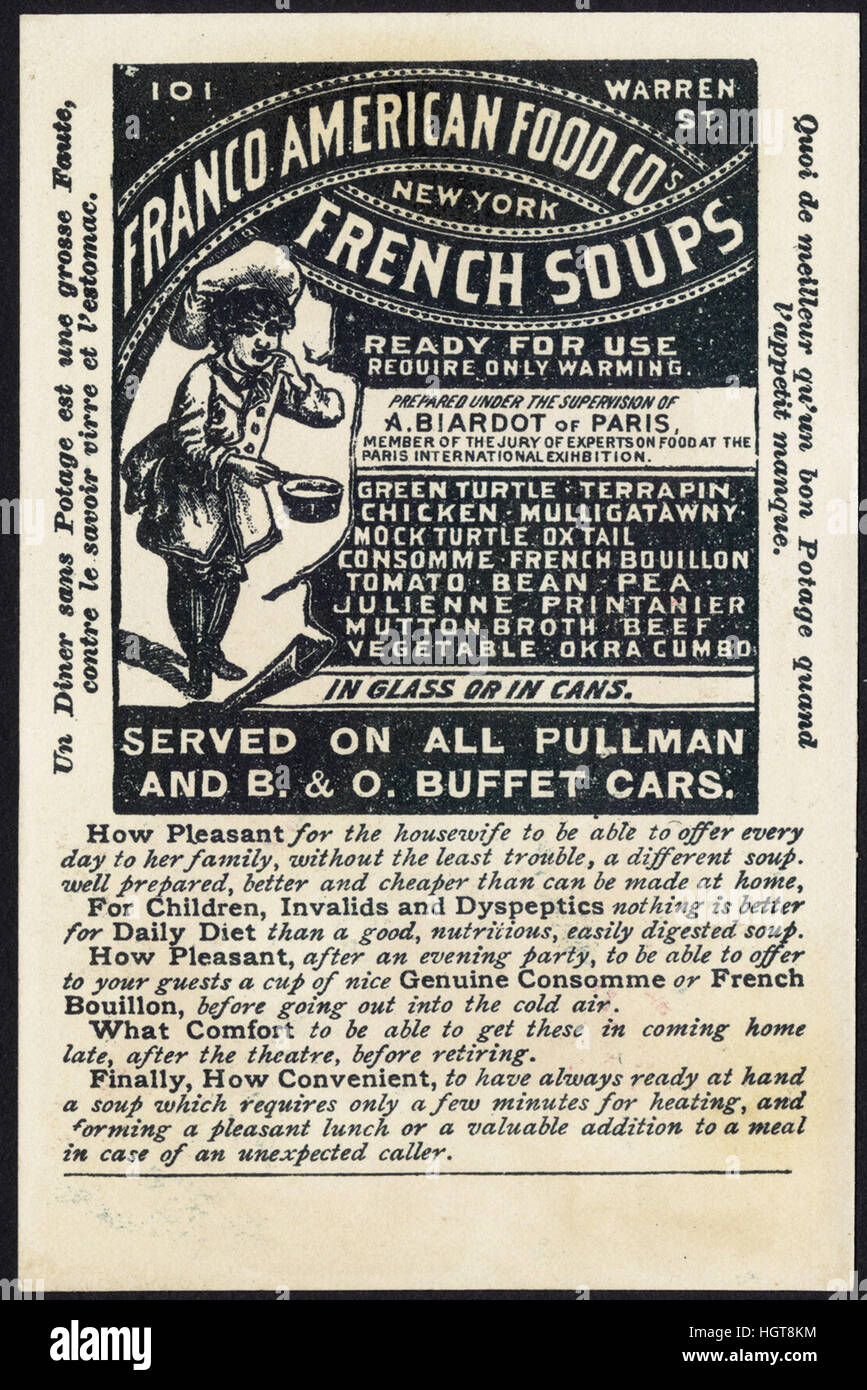 101 WARREN ST.
FRANCO AMERICAN FOOD CO'S
NEW-YORK
FRENCH SOUPS
READY FOR USE
REQUIRE ONLY WARMING.
PREPARED UNDER THE SUPERVISION OF
A. BIARDOT OF PARIS,
MEMBER OF THE JURY OF EXPERTS ON FOOD AT THE
PARIS INTERNATIONAL EXIHBITION.
GREEN TURTLE · TERRAPIN
CHICKEN · MULLIGATAWNY
MOCK TURTLE OX TAIL
CONSOMME · FRENCH BOUILLON
TOMATO · BEAN · PEA ·
JULIENNE · PRINTANIER
MUTTON BROTH · BEEF
VEGETABLE · OKRA CUMBO
IN GLASS OR IN CANS.
SERVED ON ALL PULLMAN
AND B. & O. BUFFET CARS.
Un Diner sans Potage est une grosse Faute,
contre le savoir virre et l'estomac.
Quoi de meilleur qu'un bon Potage quand
l'appetit manque.
How Pleasant for the housewife to be able to offer every
day to her family, without the least trouble, a different soup.
well prepared, better and cheaper than can be made at home,
For Children, Invalids and Dyspeptics nothing is better
for Daily Diet than a good, nutritious, easily digested soup.
How Pleasant, after an evening party, to be able to offer
to your guests a cup of nice Genuine Consomme or French
Bouillon, before going out into the cold air.
What Comfort to be able to get these in coming home
late, after the theatre, before retiring.
Finally, How Convenient, to have always ready at hand
a soup which requires only a few minutes for heating, and
forming a pleasant lunch or a valuable addition to a meal
in case of an unexpected caller.
alamy
alamy stock photo
HGT8KM
www.alamy.com